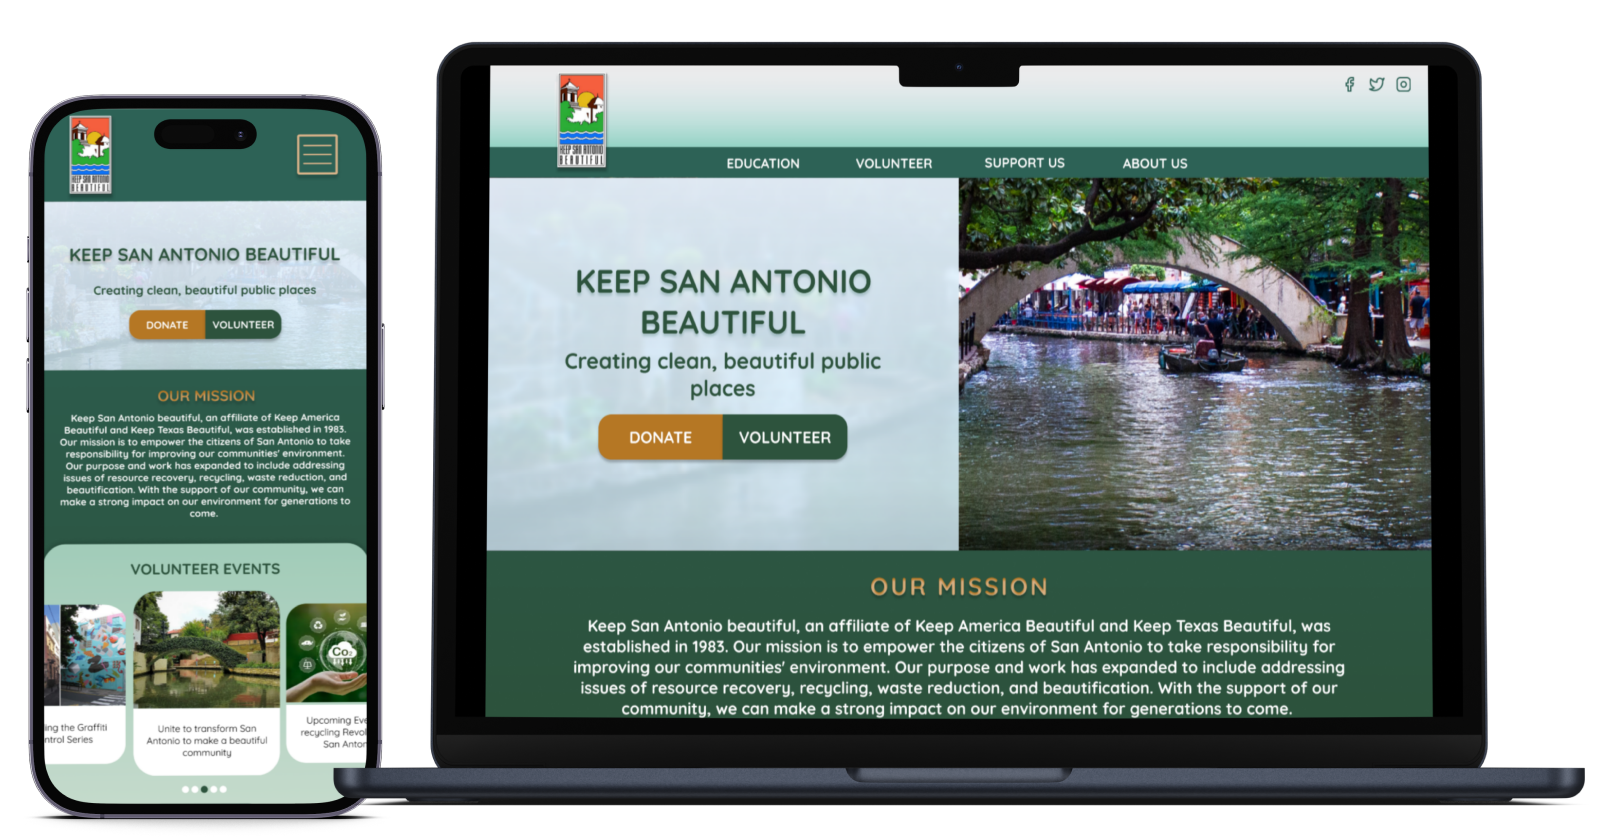 KEEP SAN ANTONIO
BEAUTIFUL
KEEP SAN ANTONIO BEAUTIFUL
Creating clean, beautiful public places
DONATE VOLUNTEER
OUR MISSION
Keep San Antonio beautiful, an affiliate of Keep America
Beautiful and Keep Texas Beautiful, was established in 1983.
Our mission is to empower the citizens of San Antonio to take
responsibility for improving our communities' environment.
Our purpose and work has expanded to include addressing
issues of resource recovery, recycling, waste reduction, and
beautification. With the support of our community, we can
make a strong impact on our environment for generations to
come.
VOLUNTEER EVENTS
Co₂
ing the Graffiti
ntrol Series
Unite to transform San
Antonio to make a beautiful
community
Upcoming Eve
recycling Revol
San Anton
KEEP SAN ANTONIO
BEAUTIFUL
EDUCATION VOLUNTEER SUPPORT US ABOUT US
KEEP SAN ANTONIO
BEAUTIFUL
Creating clean, beautiful public
places
DONATE VOLUNTEER
OUR MISSION
Keep San Antonio beautiful, an affiliate of Keep America Beautiful and Keep Texas Beautiful, was
established in 1983. Our mission is to empower the citizens of San Antonio to take responsibility for
improving our communities' environment. Our purpose and work has expanded to include addressing
issues of resource recovery, recycling, waste reduction, and beautification. With the support of our
community, we can make a strong impact on our environment for generations to come.